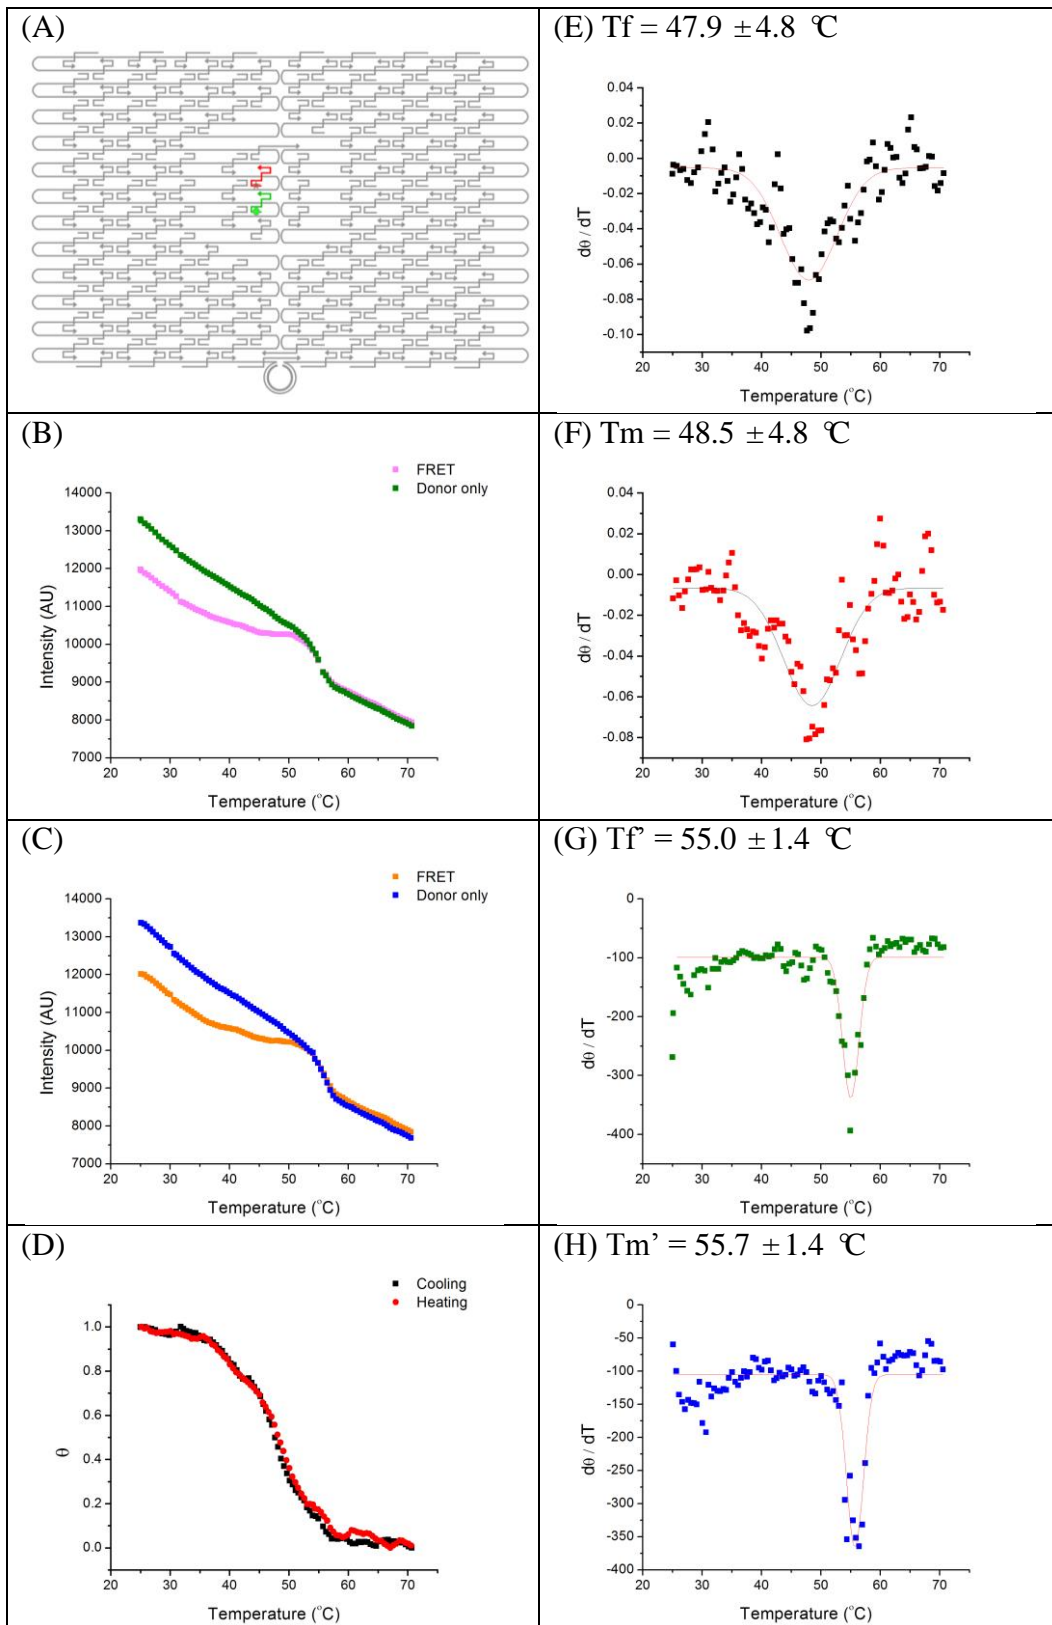 (A)
(E) Tf = 47.9 ±4.8 ℃
0.04
0.02
0.00
-0.02
-0.04
-0.06
-0.08
-0.10
dθ / dT
20 30 40 50 60 70
Temperature (°C)
(B)
FRET
Donor only
14000
13000
12000
11000
10000
9000
8000
7000
Intensity (AU)
20 30 40 50 60 70
Temperature (°C)
(F) Tm = 48.5 ±4.8 ℃
0.04
0.02
0.00
-0.02
-0.04
-0.06
-0.08
dθ / dT
20 30 40 50 60 70
Temperature (°C)
(C)
FRET
Donor only
14000
13000
12000
11000
10000
9000
8000
7000
Intensity (AU)
20 30 40 50 60 70
Temperature (°C)
(G) Tf’ = 55.0 ±1.4 ℃
0
-100
-200
-300
-400
dθ / dT
20 30 40 50 60 70
Temperature (°C)
(D)
Cooling
Heating
1.0
0.8
0.6
0.4
0.2
0.0
θ
20 30 40 50 60 70
Temperature (°C)
(H) Tm’ = 55.7 ±1.4 ℃
0
-50
-100
-150
-200
-250
-300
-350
-400
dθ / dT
20 30 40 50 60 70
Temperature (°C)